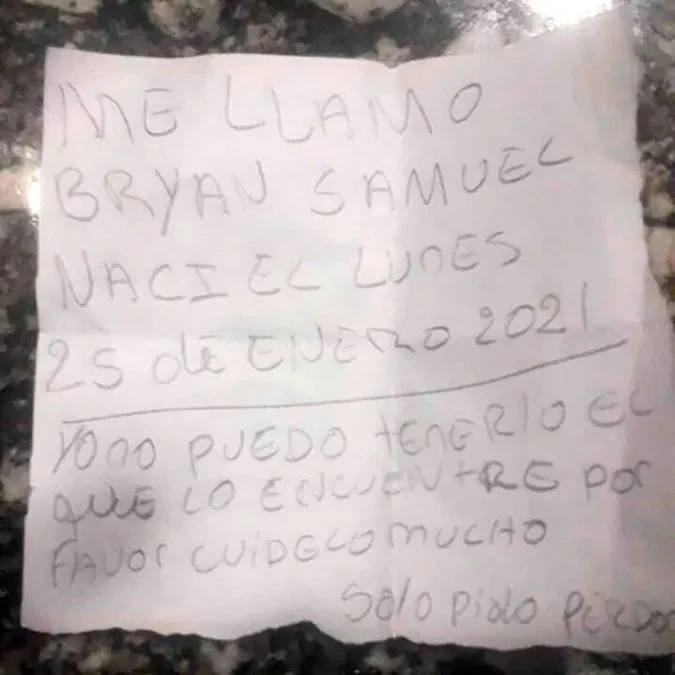 ME LLAMO
BRYAN SAMUEL
NACI EL LUNES
25 de ENERO 2021
YO no PUEDO tenerlo EL
QUE LO ENCUENTRE por
FAVOR CUIDELO MUCHO
Solo Pido PERDON